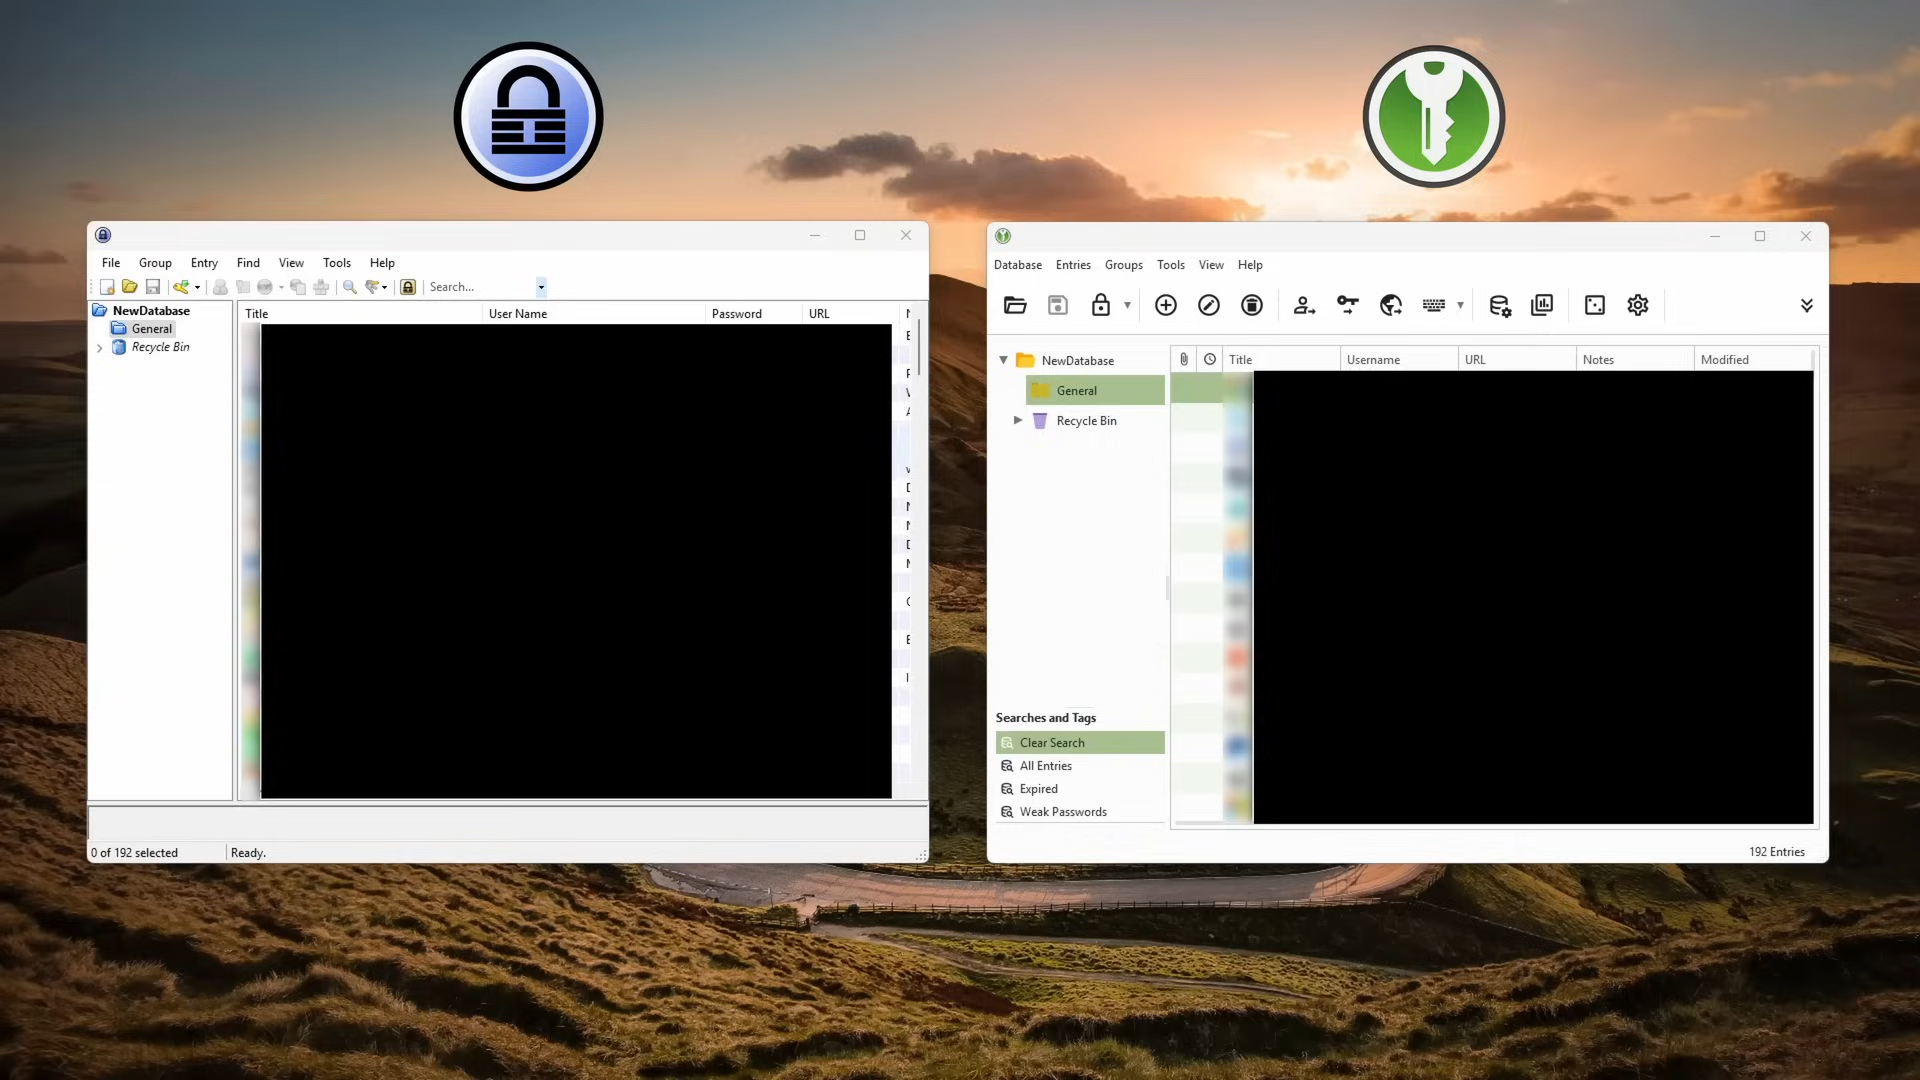 File Group Entry Find View Tools Help
Search...
NewDatabase
General
Recycle Bin
Title User Name Password URL
0 of 192 selected Ready.
Database Entries Groups Tools View Help
NewDatabase
General
Recycle Bin
Title Username URL Notes Modified
Searches and Tags
Clear Search
All Entries
Expired
Weak Passwords
192 Entries